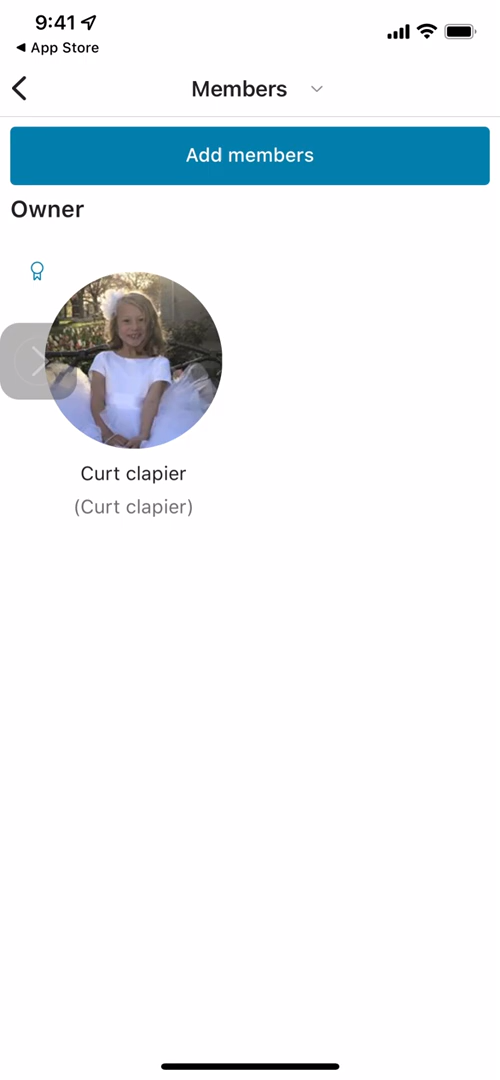 9:41
App Store
Members
Add members
Owner
Curt clapier
(Curt clapier)